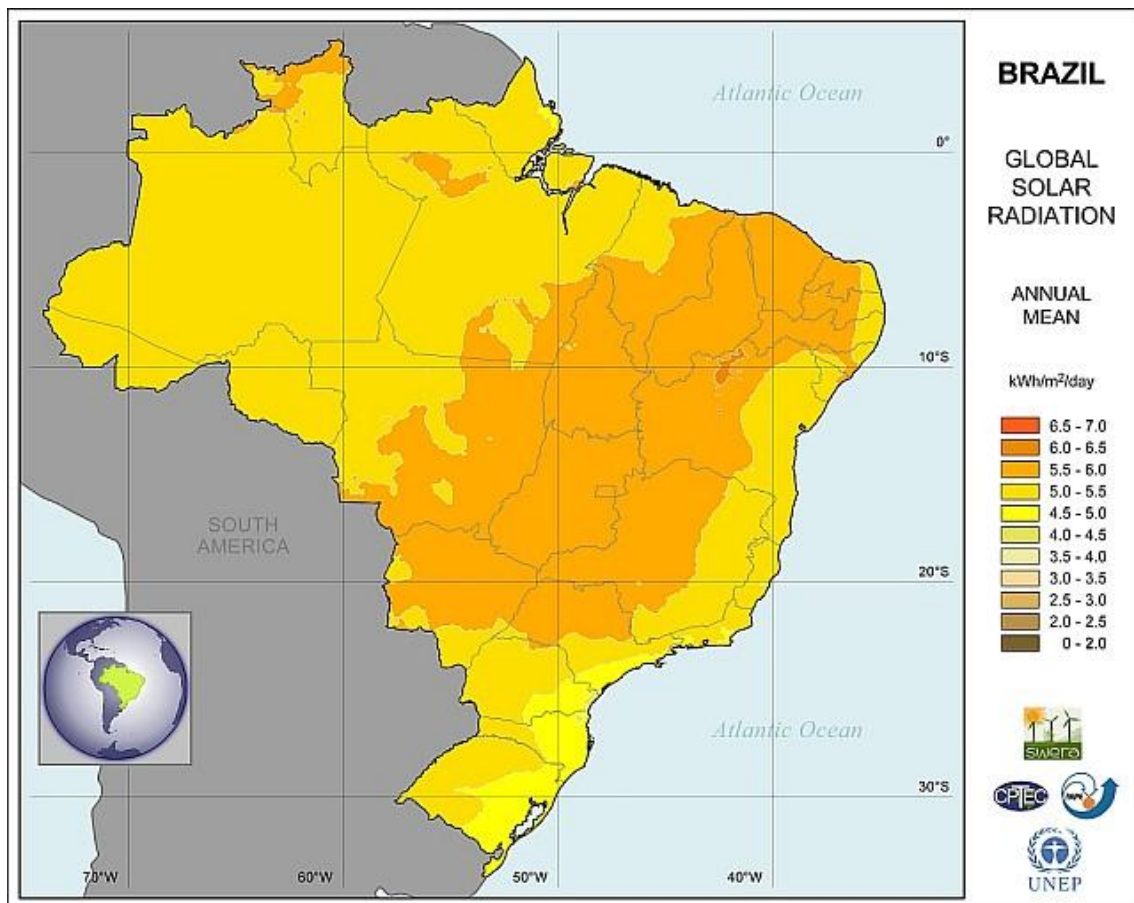 Atlantic Ocean
0°
10°S
SOUTH
AMERICA
20°S
Atlantic Ocean
30°S
70°W
60°W
50°W
40°W
BRAZIL
GLOBAL
SOLAR
RADIATION
ANNUAL
MEAN
kWh/m²/day
6.5 - 7.0
6.0 - 6.5
5.5 - 6.0
5.0 - 5.5
4.5 - 5.0
4.0 - 4.5
3.5 - 4.0
3.0 - 3.5
2.5 - 3.0
2.0 - 2.5
0 - 2.0
swera
CPTEC
UNEP